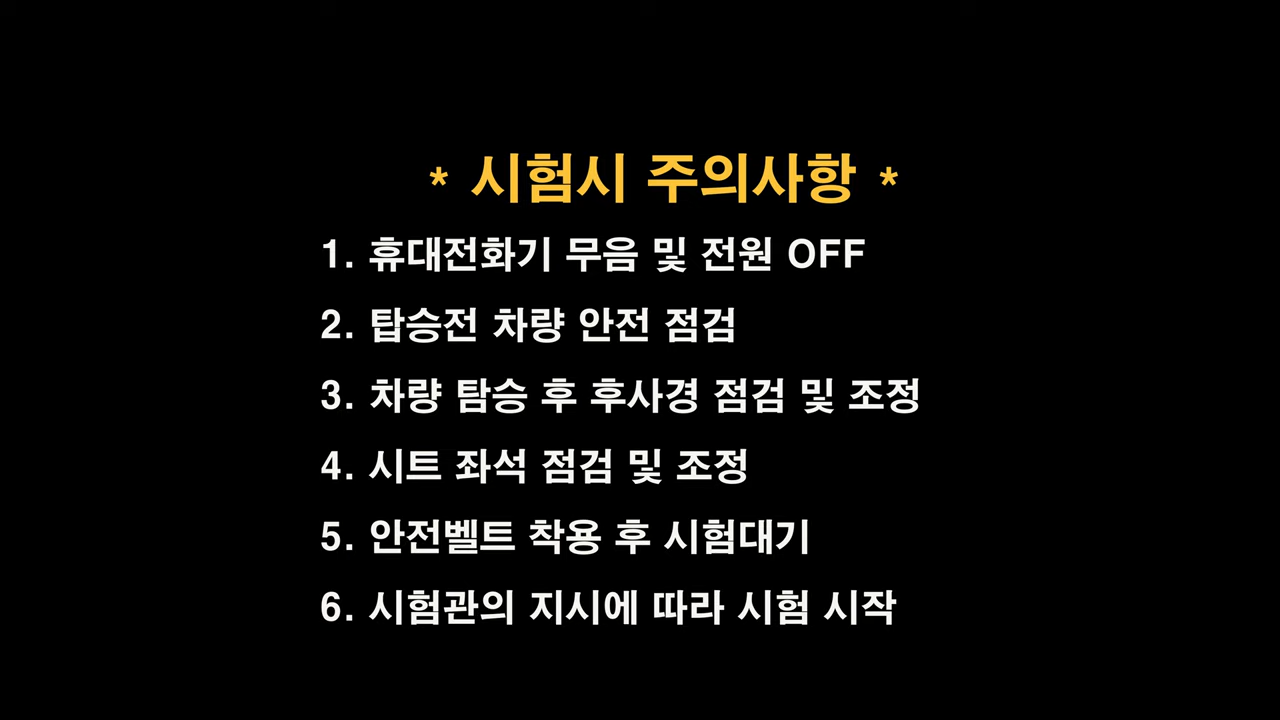 * 시험시 주의사항 *
1. 휴대전화기 무음 및 전원 OFF
2. 탑승전 차량 안전 점검
3. 차량 탐승 후 후사경 점검 및 조정
4. 시트 좌석 점검 및 조정
5. 안전벨트 착용 후 시험대기
6. 시험관의 지시에 따라 시험 시작